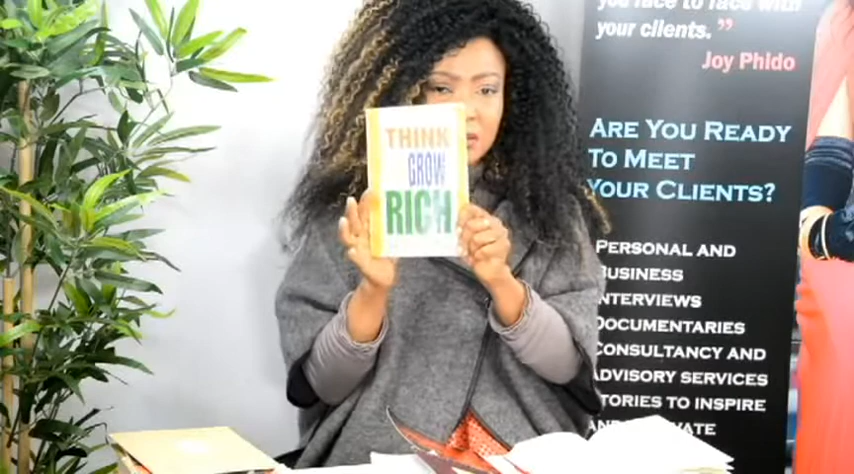 THINK
GROW
RICH
you face to face with
your clients.”
Joy Phido
ARE YOU READY
TO MEET
YOUR CLIENTS?
PERSONAL AND
BUSINESS
INTERVIEWS
DOCUMENTARIES
CONSULTANCY AND
ADVISORY SERVICES
STORIES TO INSPIRE